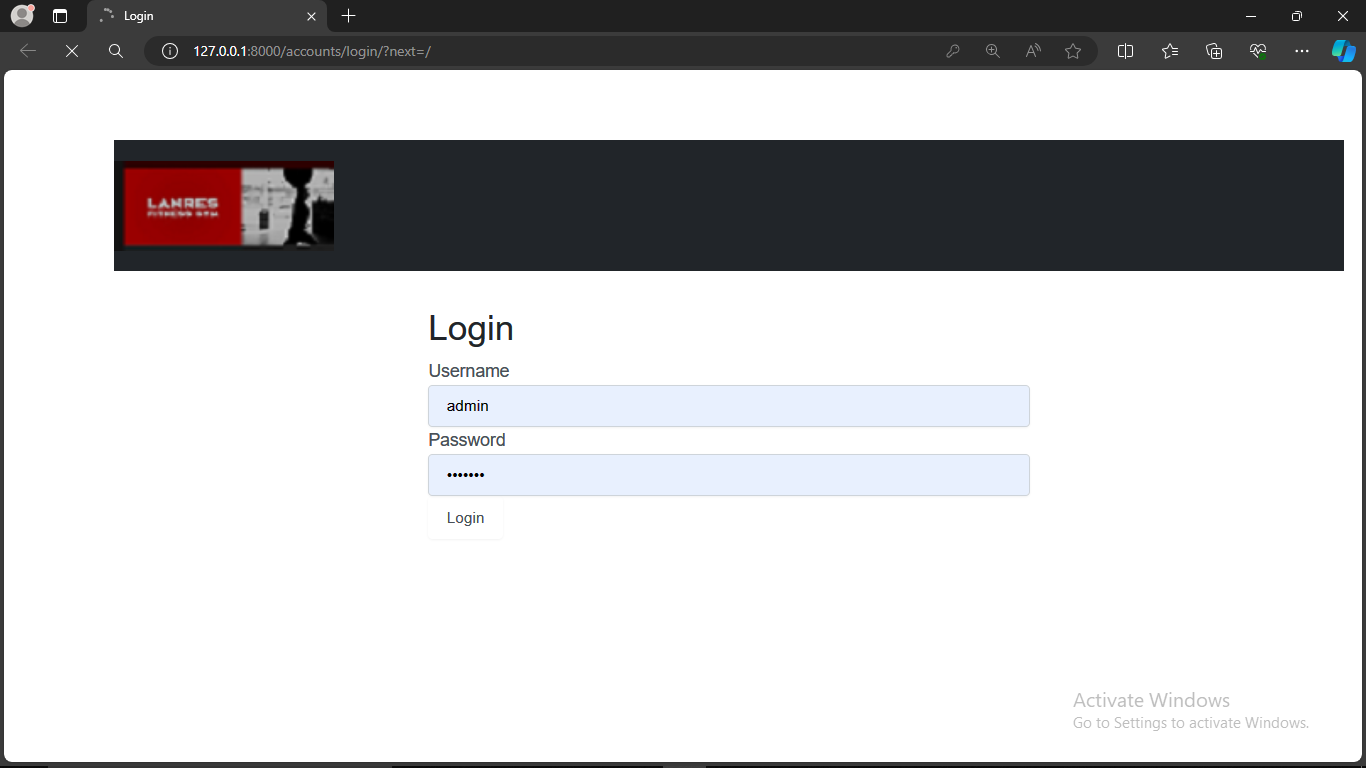 Login
127.0.0.1:8000/accounts/login/?next=/
LANRES
FITNESS GYM
Login
Username
admin
Password
•••••••
Login
Activate Windows
Go to Settings to activate Windows.